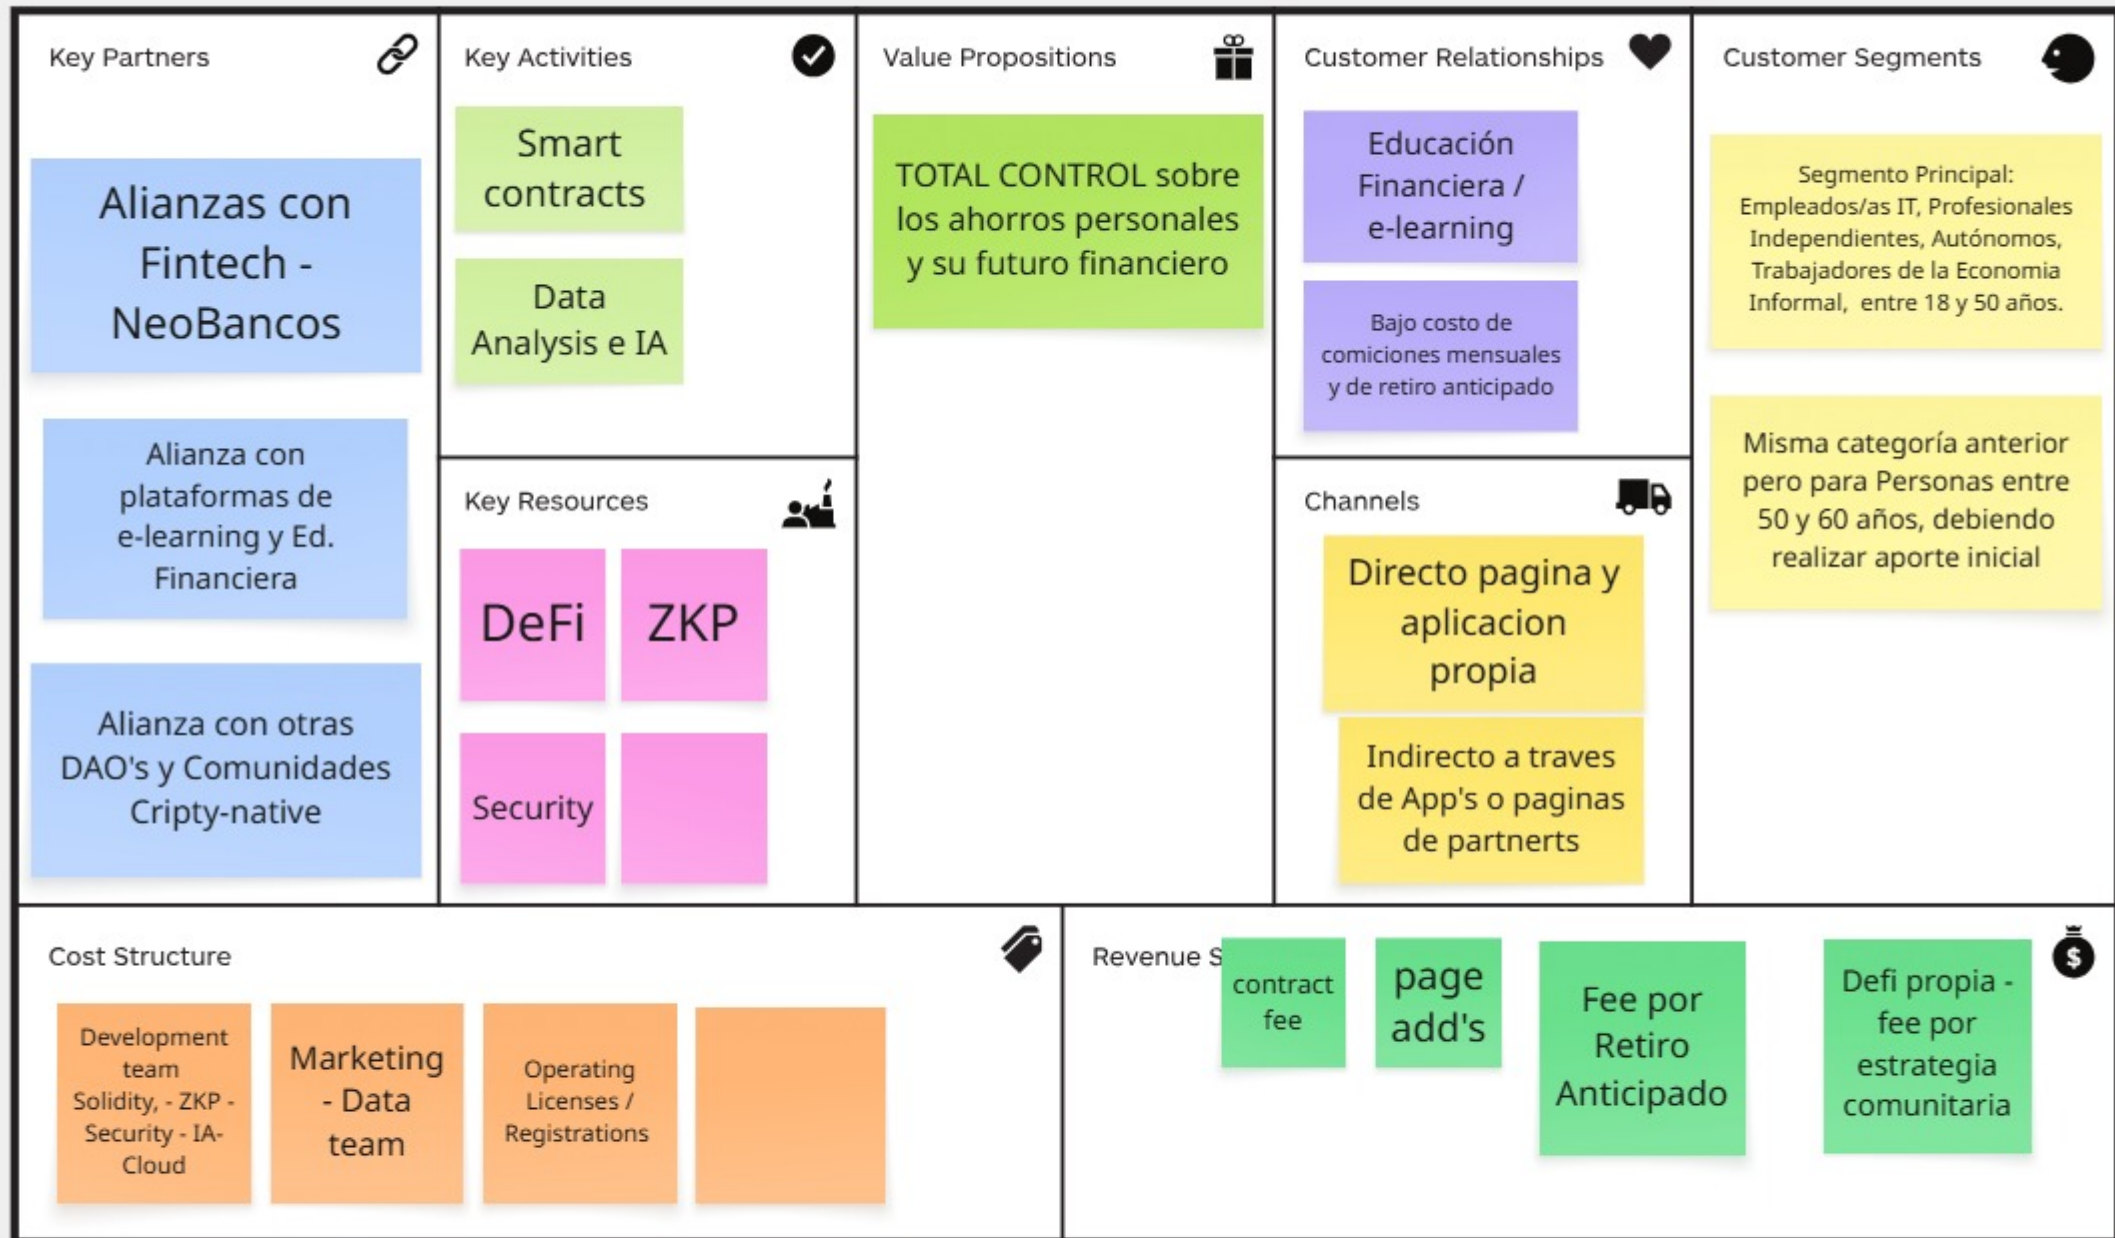 Key Partners
Alianzas con
Fintech -
NeoBancos
Alianza con
plataformas de
e-learning y Ed.
Financiera
Alianza con otras
DAO's y Comunidades
Cripty-native
Key Activities
Smart
contracts
Data
Analysis e IA
Key Resources
DeFi
ZKP
Security
Value Propositions
TOTAL CONTROL sobre
los ahorros personales
y su futuro financiero
Customer Relationships
Educación
Financiera /
e-learning
Bajo costo de
comiciones mensuales
y de retiro anticipado
Channels
Directo pagina y
aplicacion
propia
Indirecto a traves
de App's o paginas
de partnerts
Customer Segments
Segmento Principal:
Empleados/as IT, Profesionales
Independientes, Autónomos,
Trabajadores de la Economia
Informal, entre 18 y 50 años.
Misma categoría anterior
pero para Personas entre
50 y 60 años, debiendo
realizar aporte inicial
Cost Structure
Development
team
Solidity, - ZKP -
Security - IA-
Cloud
Marketing
- Data
team
Operating
Licenses /
Registrations
Revenue S
contract
fee
page
add's
Fee por
Retiro
Anticipado
Defi propia -
fee por
estrategia
comunitaria
$